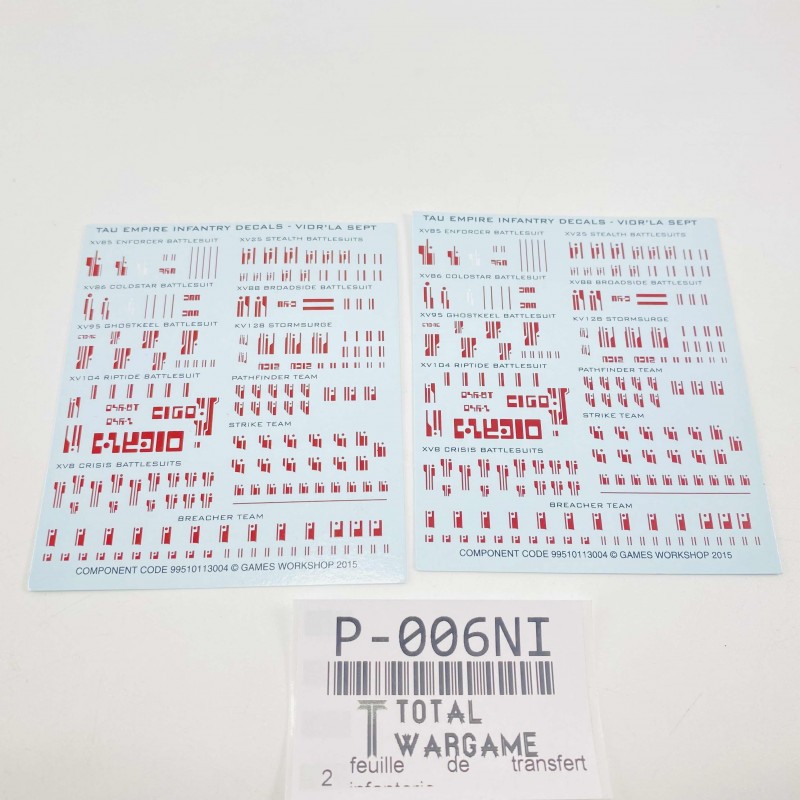 TAU EMPIRE INFANTRY DECALS - VIOR'LA SEPT
XV85 ENFORCER BATTLESUIT
XV25 STEALTH BATTLESUITS
XV86 COLDSTAR BATTLESUIT
XV88 BROADSIDE BATTLESUIT
XV95 GHOSTKEEL BATTLESUIT
KV128 STORMSURGE
XV104 RIPTIDE BATTLESUIT
PATHFINDER TEAM
STRIKE TEAM
XV8 CRISIS BATTLESUITS
BREACHER TEAM
COMPONENT CODE 99510113004 © GAMES WORKSHOP 2015
TAU EMPIRE INFANTRY DECALS - VIOR'LA SEPT
XV85 ENFORCER BATTLESUIT
XV25 STEALTH BATTLESUITS
XV86 COLDSTAR BATTLESUIT
XV88 BROADSIDE BATTLESUIT
XV95 GHOSTKEEL BATTLESUIT
KV128 STORMSURGE
XV104 RIPTIDE BATTLESUIT
PATHFINDER TEAM
STRIKE TEAM
XV8 CRISIS BATTLESUITS
BREACHER TEAM
COMPONENT CODE 99510113004 © GAMES WORKSHOP 2015
P-006NI
TOTAL
WARGAME
2 feuille de transfert